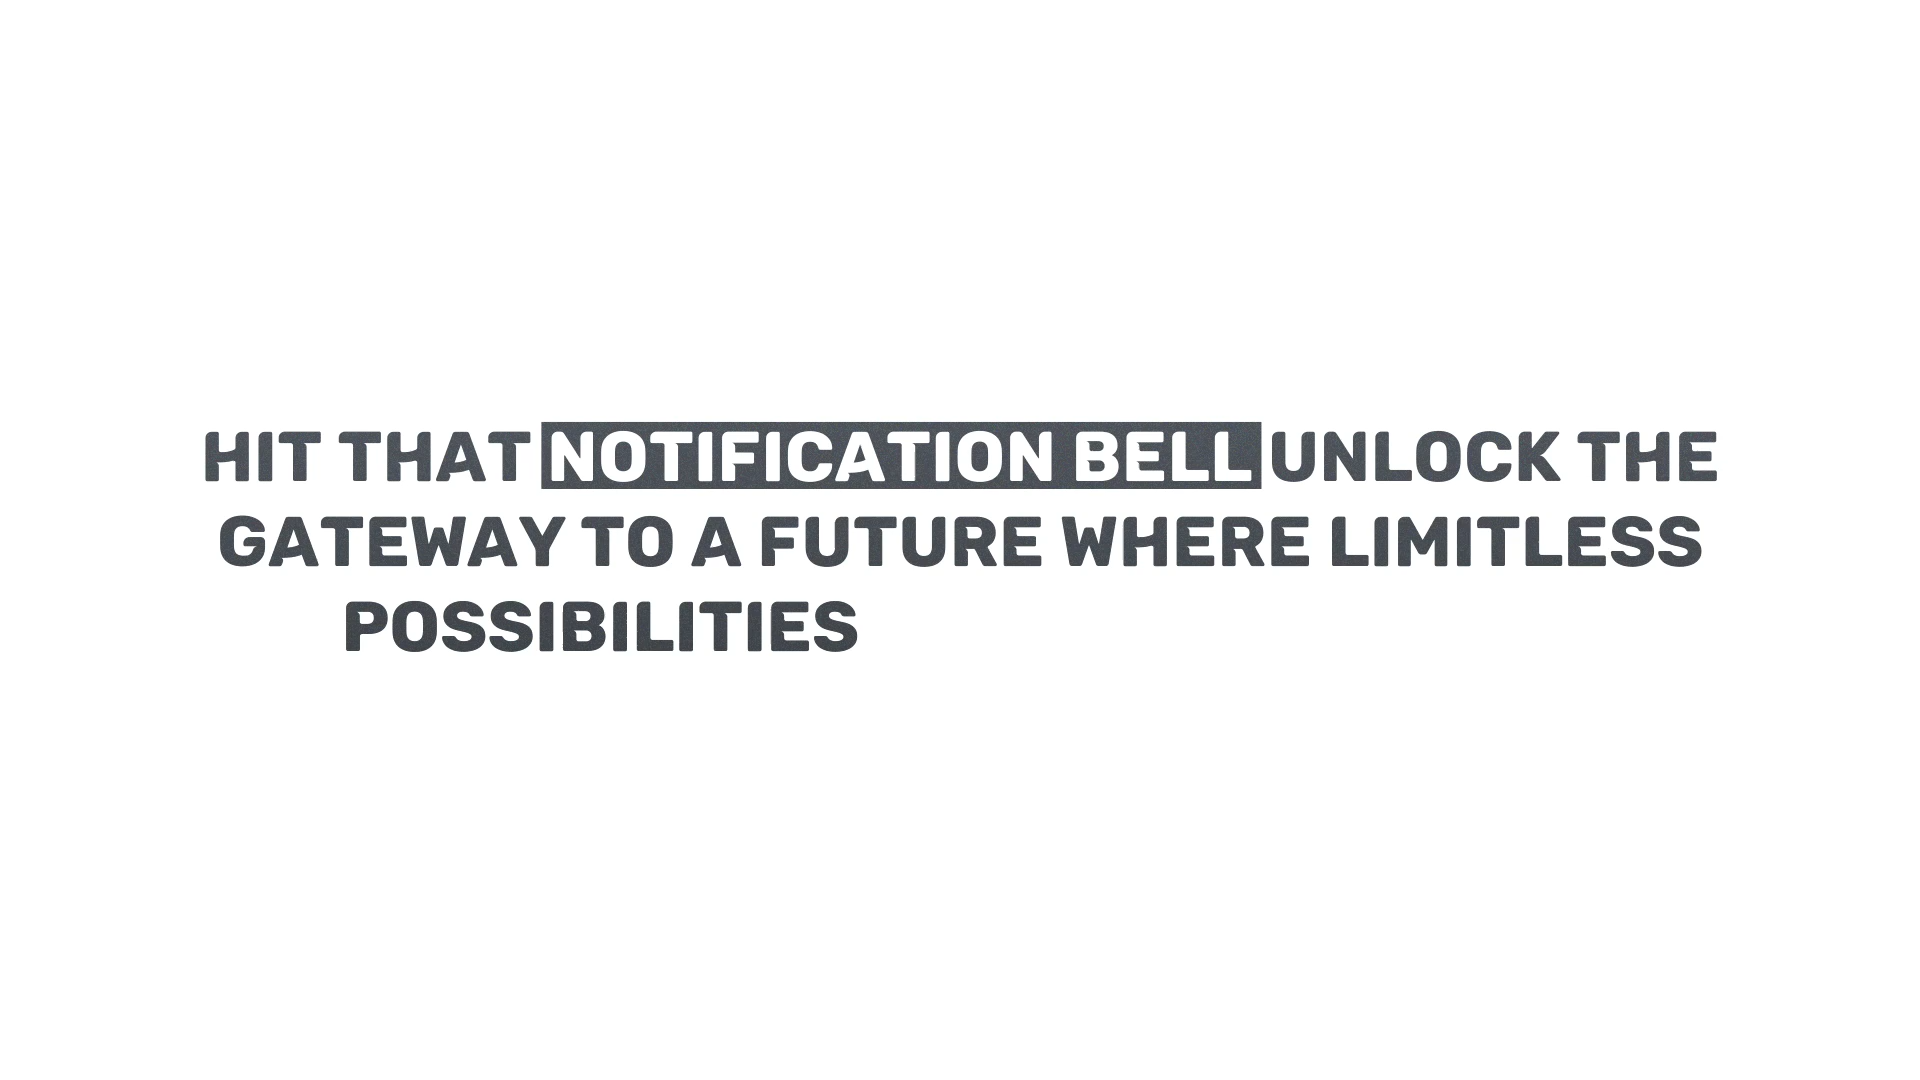 HIT THAT NOTIFICATION BELL UNLOCK THE
GATEWAY TO A FUTURE WHERE LIMITLESS
POSSIBILITIES